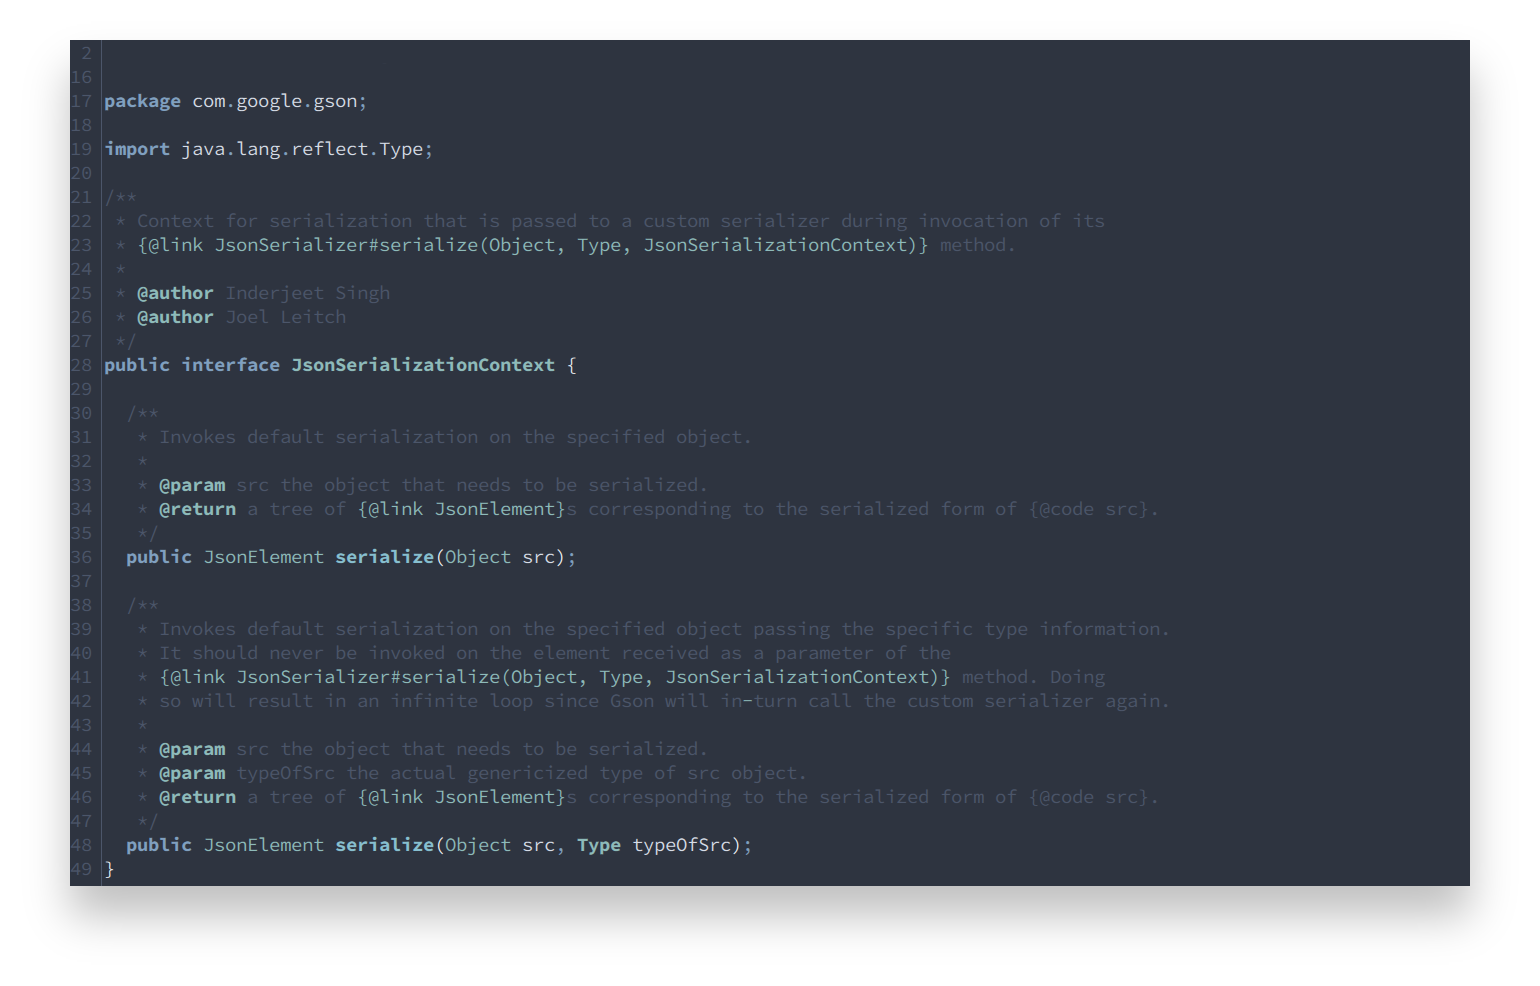 2
16
17 package com.google.gson;
18
19 import java.lang.reflect.Type;
20
21 /**
22  * Context for serialization that is passed to a custom serializer during invocation of its
23  * {@link JsonSerializer#serialize(Object, Type, JsonSerializationContext)} method.
24  *
25  * @author Inderjeet Singh
26  * @author Joel Leitch
27  */
28 public interface JsonSerializationContext {
29
30   /**
31    * Invokes default serialization on the specified object.
32    *
33    * @param src the object that needs to be serialized.
34    * @return a tree of {@link JsonElement}s corresponding to the serialized form of {@code src}.
35    */
36   public JsonElement serialize(Object src);
37
38   /**
39    * Invokes default serialization on the specified object passing the specific type information.
40    * It should never be invoked on the element received as a parameter of the
41    * {@link JsonSerializer#serialize(Object, Type, JsonSerializationContext)} method. Doing
42    * so will result in an infinite loop since Gson will in-turn call the custom serializer again.
43    *
44    * @param src the object that needs to be serialized.
45    * @param typeOfSrc the actual genericized type of src object.
46    * @return a tree of {@link JsonElement}s corresponding to the serialized form of {@code src}.
47    */
48   public JsonElement serialize(Object src, Type typeOfSrc);
49 }